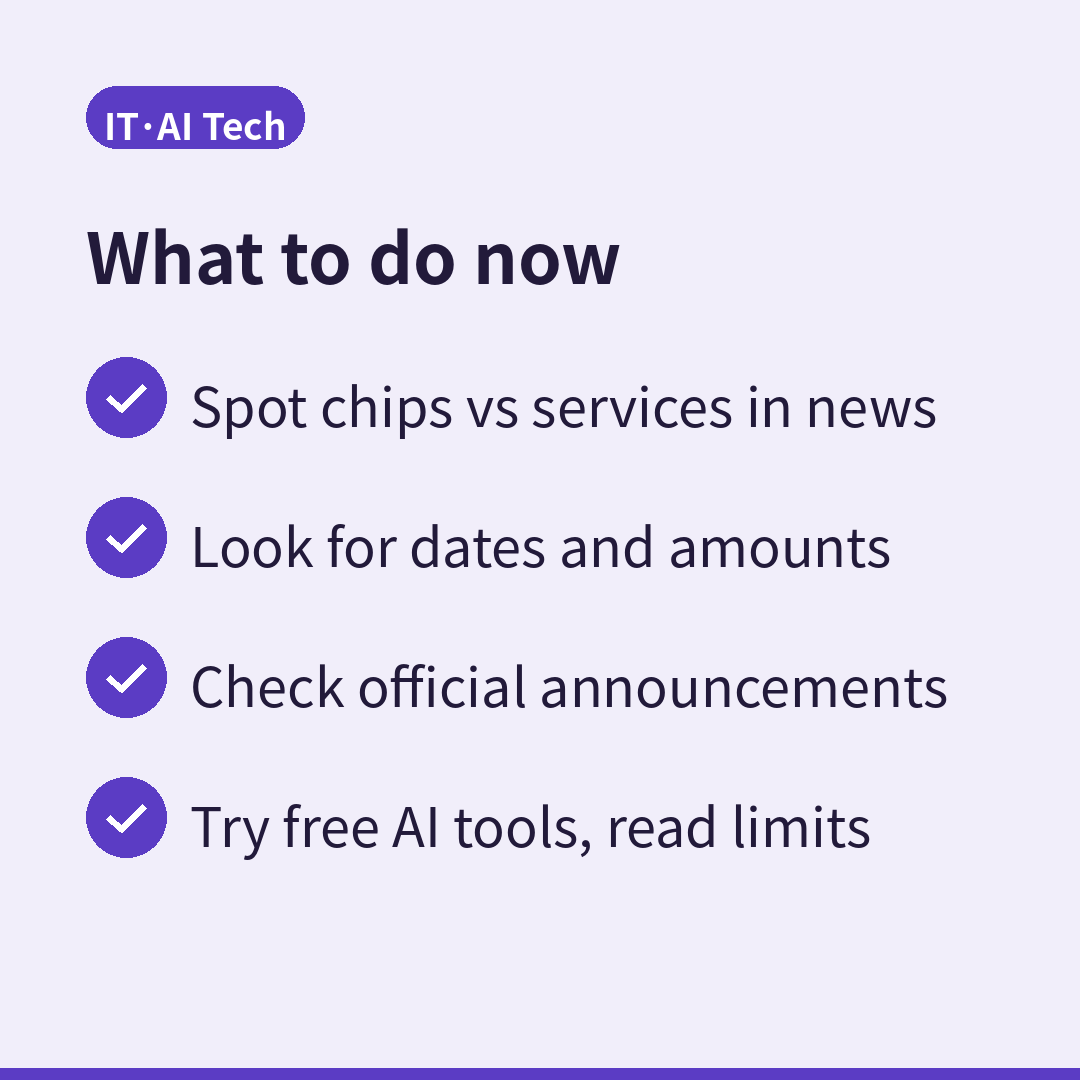 IT·AI Tech
What to do now
Spot chips vs services in news
Look for dates and amounts
Check official announcements
Try free AI tools, read limits